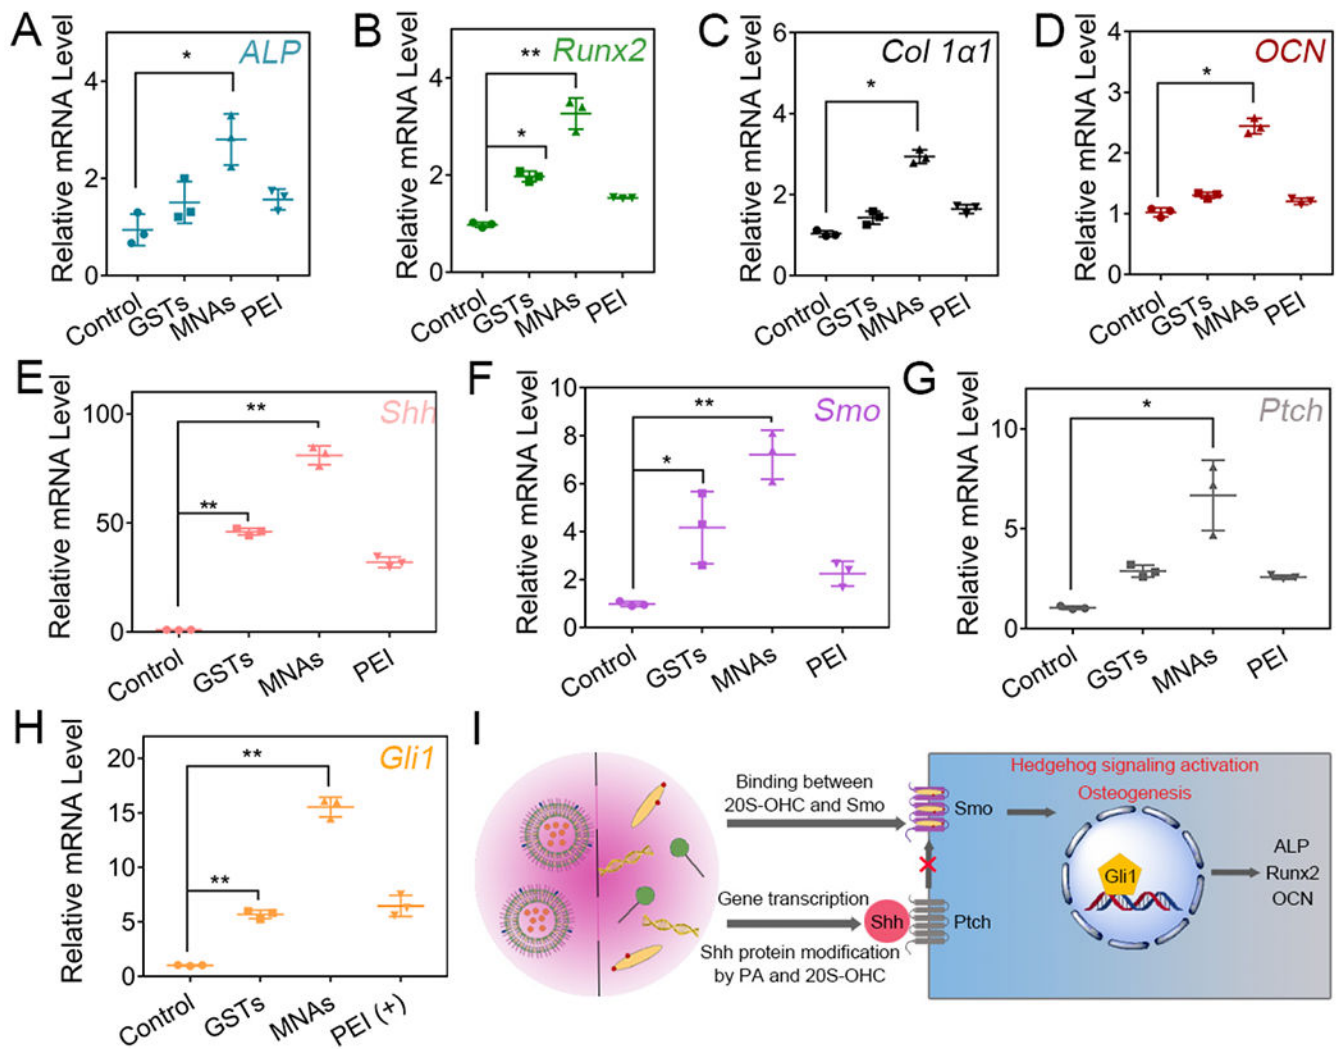 A
Relative mRNA Level
ALP
*
4
2
0
Control
GSTs
MNAs
PEI
B
Relative mRNA Level
Runx2
**
*
4
2
0
Control
GSTs
MNAs
PEI
C
Relative mRNA Level
Col 1α1
*
6
4
2
0
Control
GSTs
MNAs
PEI
D
Relative mRNA Level
OCN
*
4
3
2
1
0
Control
GSTs
MNAs
PEI
E
Relative mRNA Level
Shh
**
**
100
50
0
Control
GSTs
MNAs
PEI
F
Relative mRNA Level
Smo
**
*
10
8
6
4
2
0
Control
GSTs
MNAs
PEI
G
Relative mRNA Level
Ptch
*
10
5
0
Control
GSTs
MNAs
PEI
H
Relative mRNA Level
Gli1
**
**
20
15
10
5
0
Control
GSTs
MNAs
PEI (+)
I
Binding between
20S-OHC and Smo
Gene transcription
Shh protein modification
by PA and 20S-OHC
Shh
Smo
Ptch
Hedgehog signaling activation
Osteogenesis
Gli1
ALP
Runx2
OCN